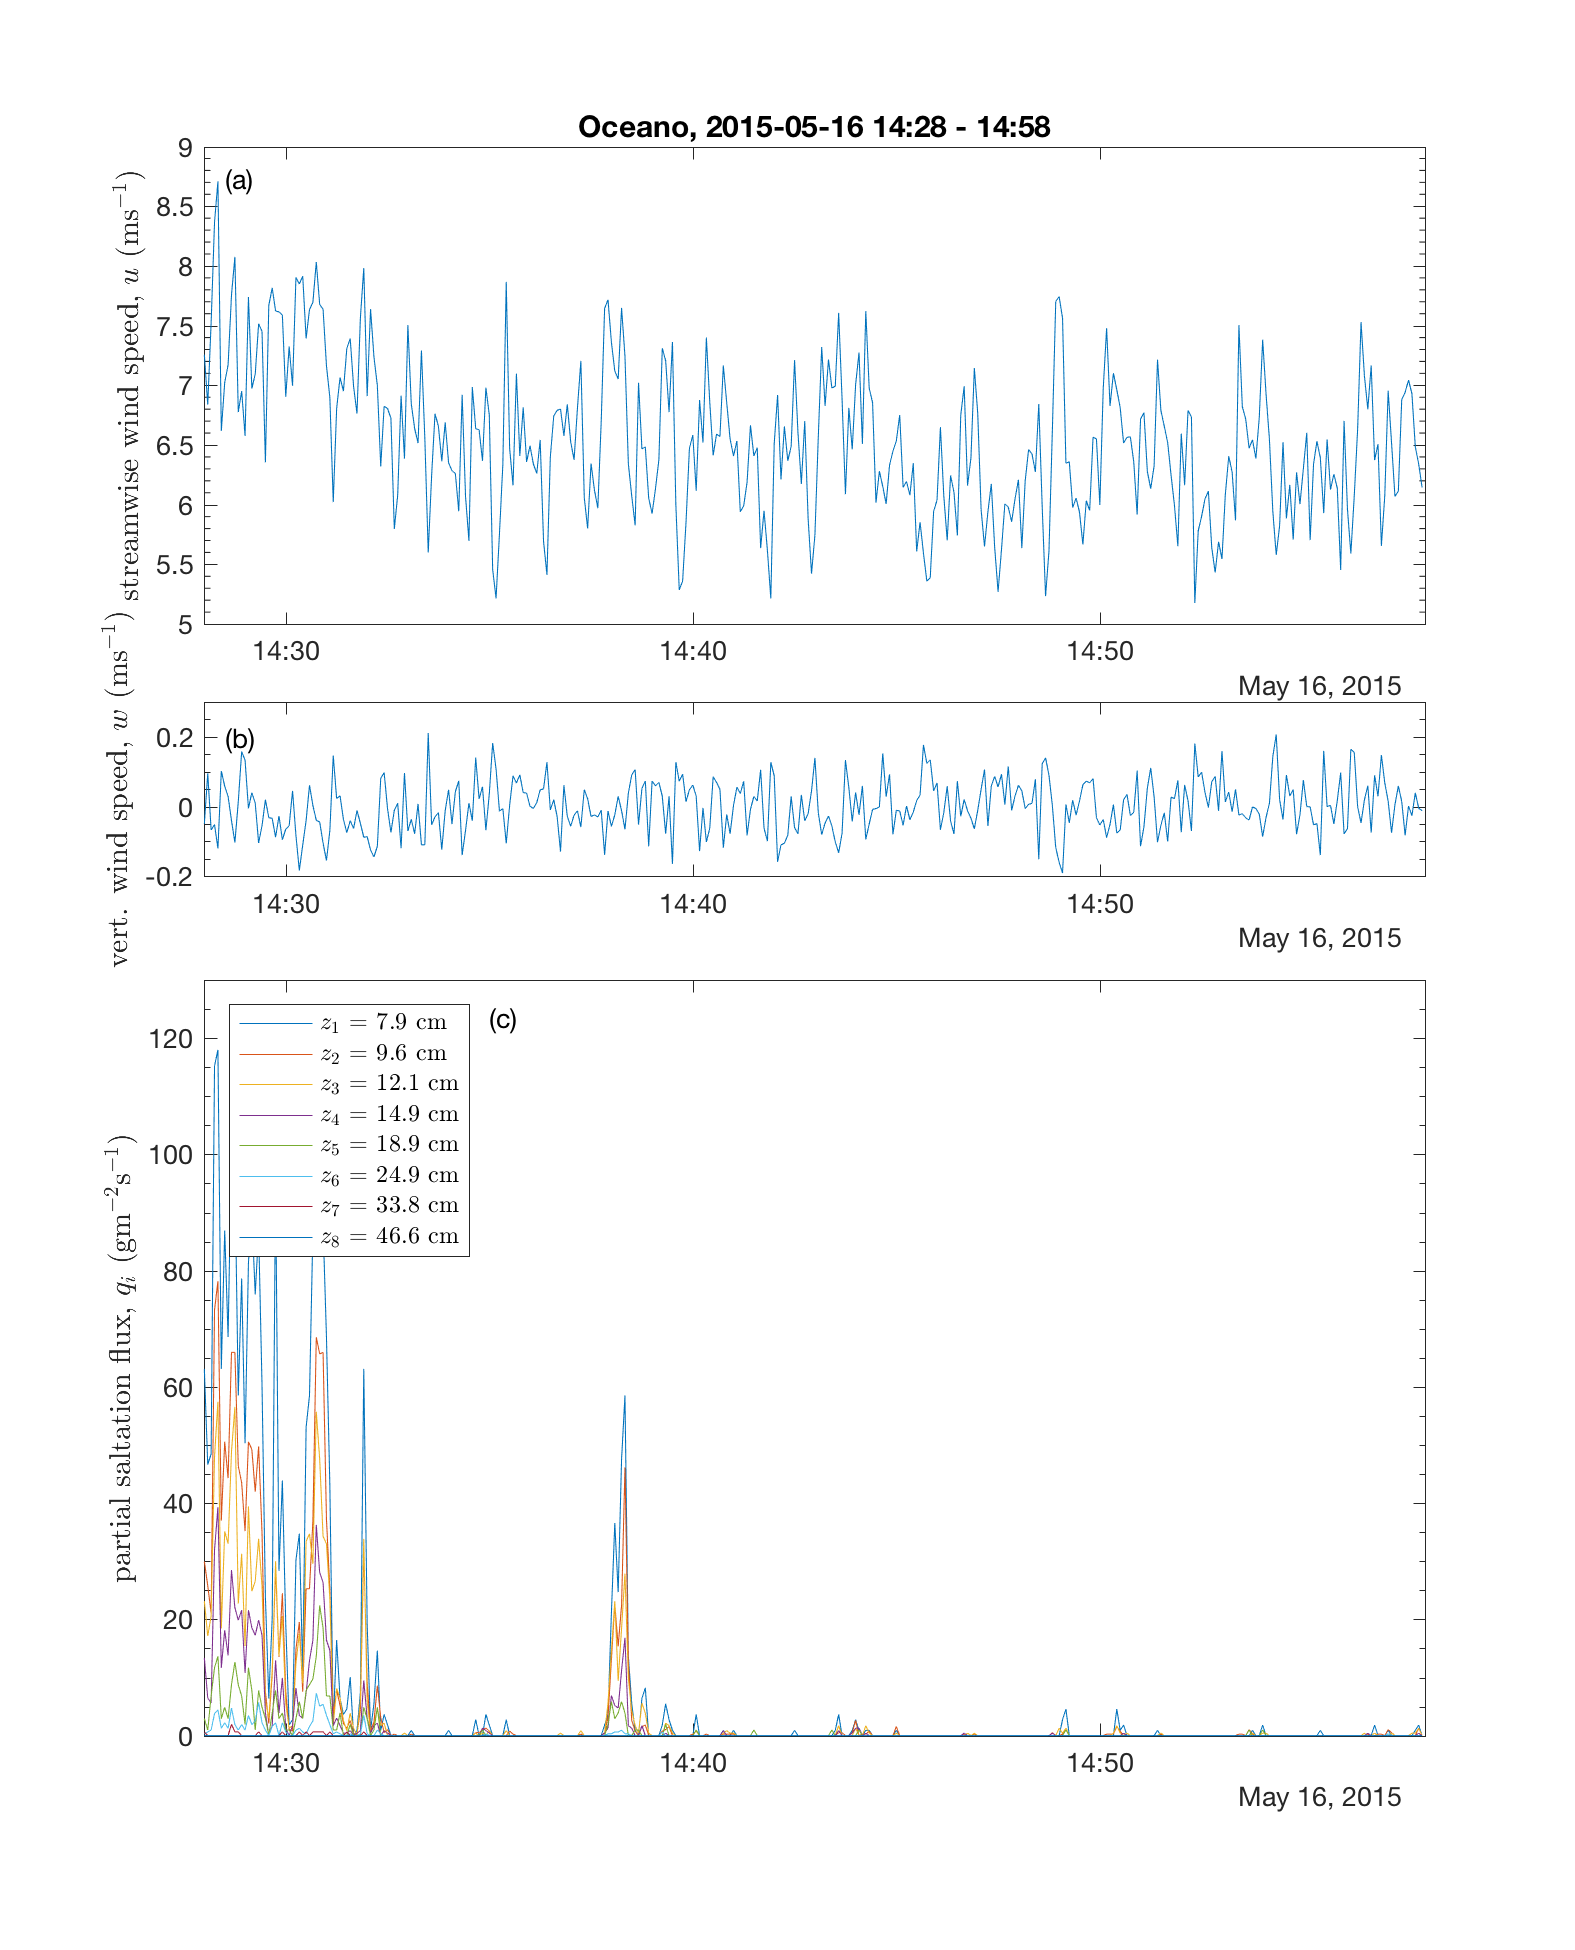 Oceano, 2015-05-16 14:28 - 14:58
(a)
streamwise wind speed, u (ms⁻¹)
9
8.5
8
7.5
7
6.5
6
5.5
5
14:30 14:40 14:50
May 16, 2015
(b)
vert. wind speed, w (ms⁻¹)
0.2
0
-0.2
14:30 14:40 14:50
May 16, 2015
(c)
partial saltation flux, qᵢ (gm⁻²s⁻¹)
120
100
80
60
40
20
0
z₁ = 7.9 cm
z₂ = 9.6 cm
z₃ = 12.1 cm
z₄ = 14.9 cm
z₅ = 18.9 cm
z₆ = 24.9 cm
z₇ = 33.8 cm
z₈ = 46.6 cm
14:30 14:40 14:50
May 16, 2015